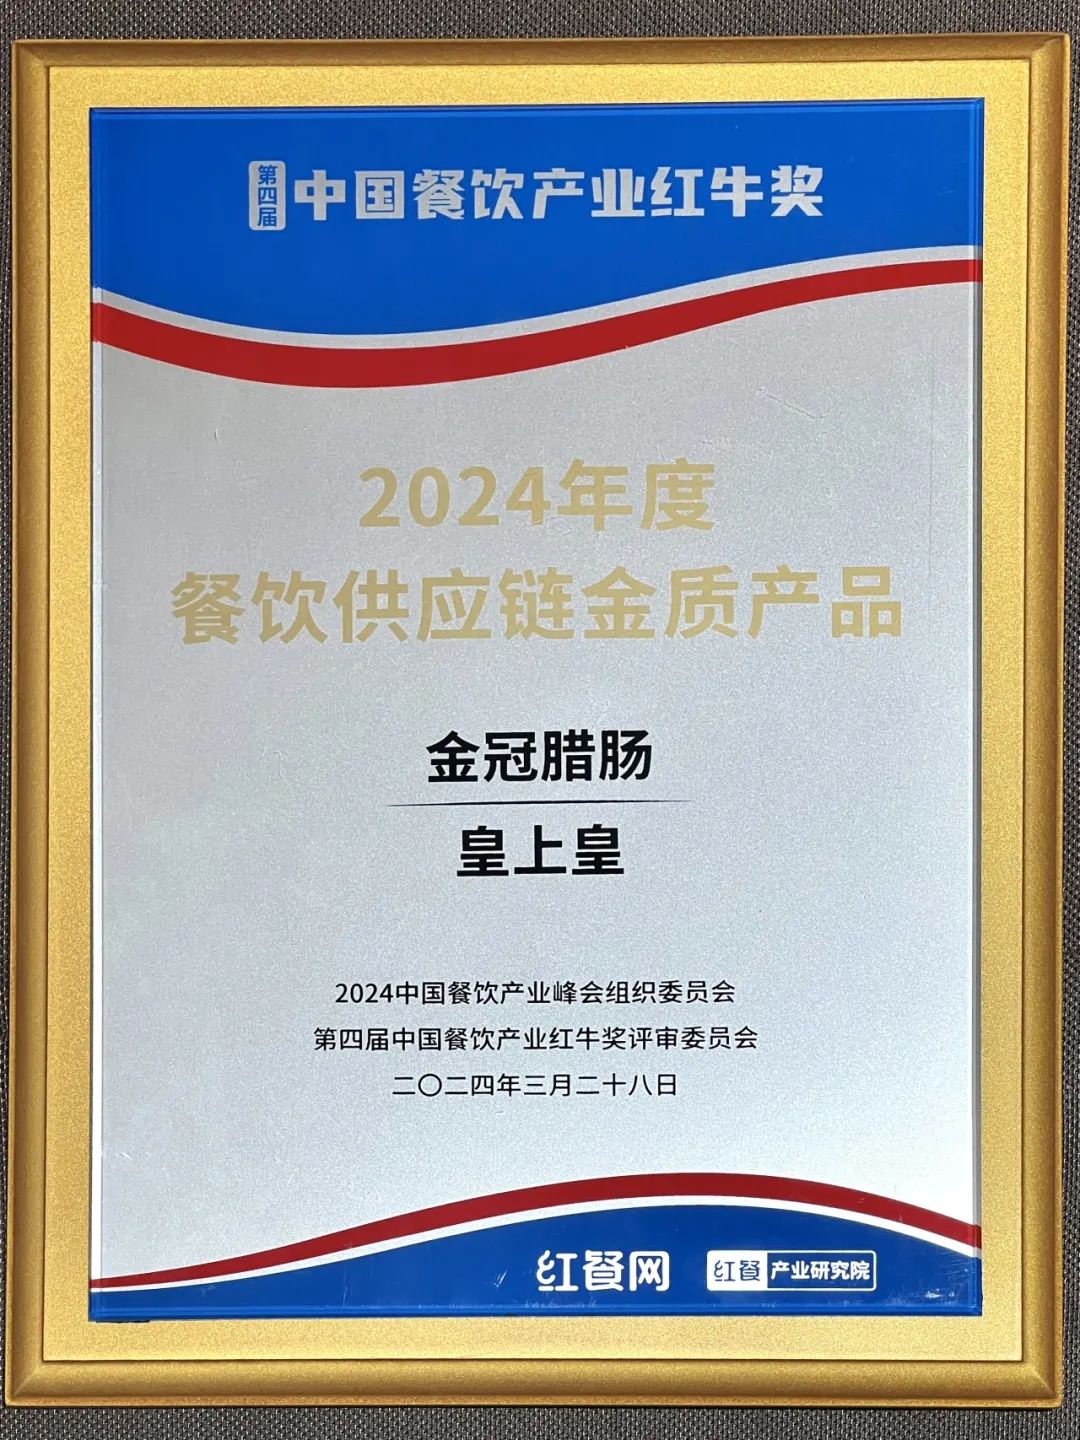 第四届 中国餐饮产业红牛奖
2024年度
餐饮供应链金质产品
金冠腊肠
皇上皇
2024中国餐饮产业峰会组织委员会
第四届中国餐饮产业红牛奖评审委员会
二〇二四年三月二十八日
红餐网 红餐 产业研究院